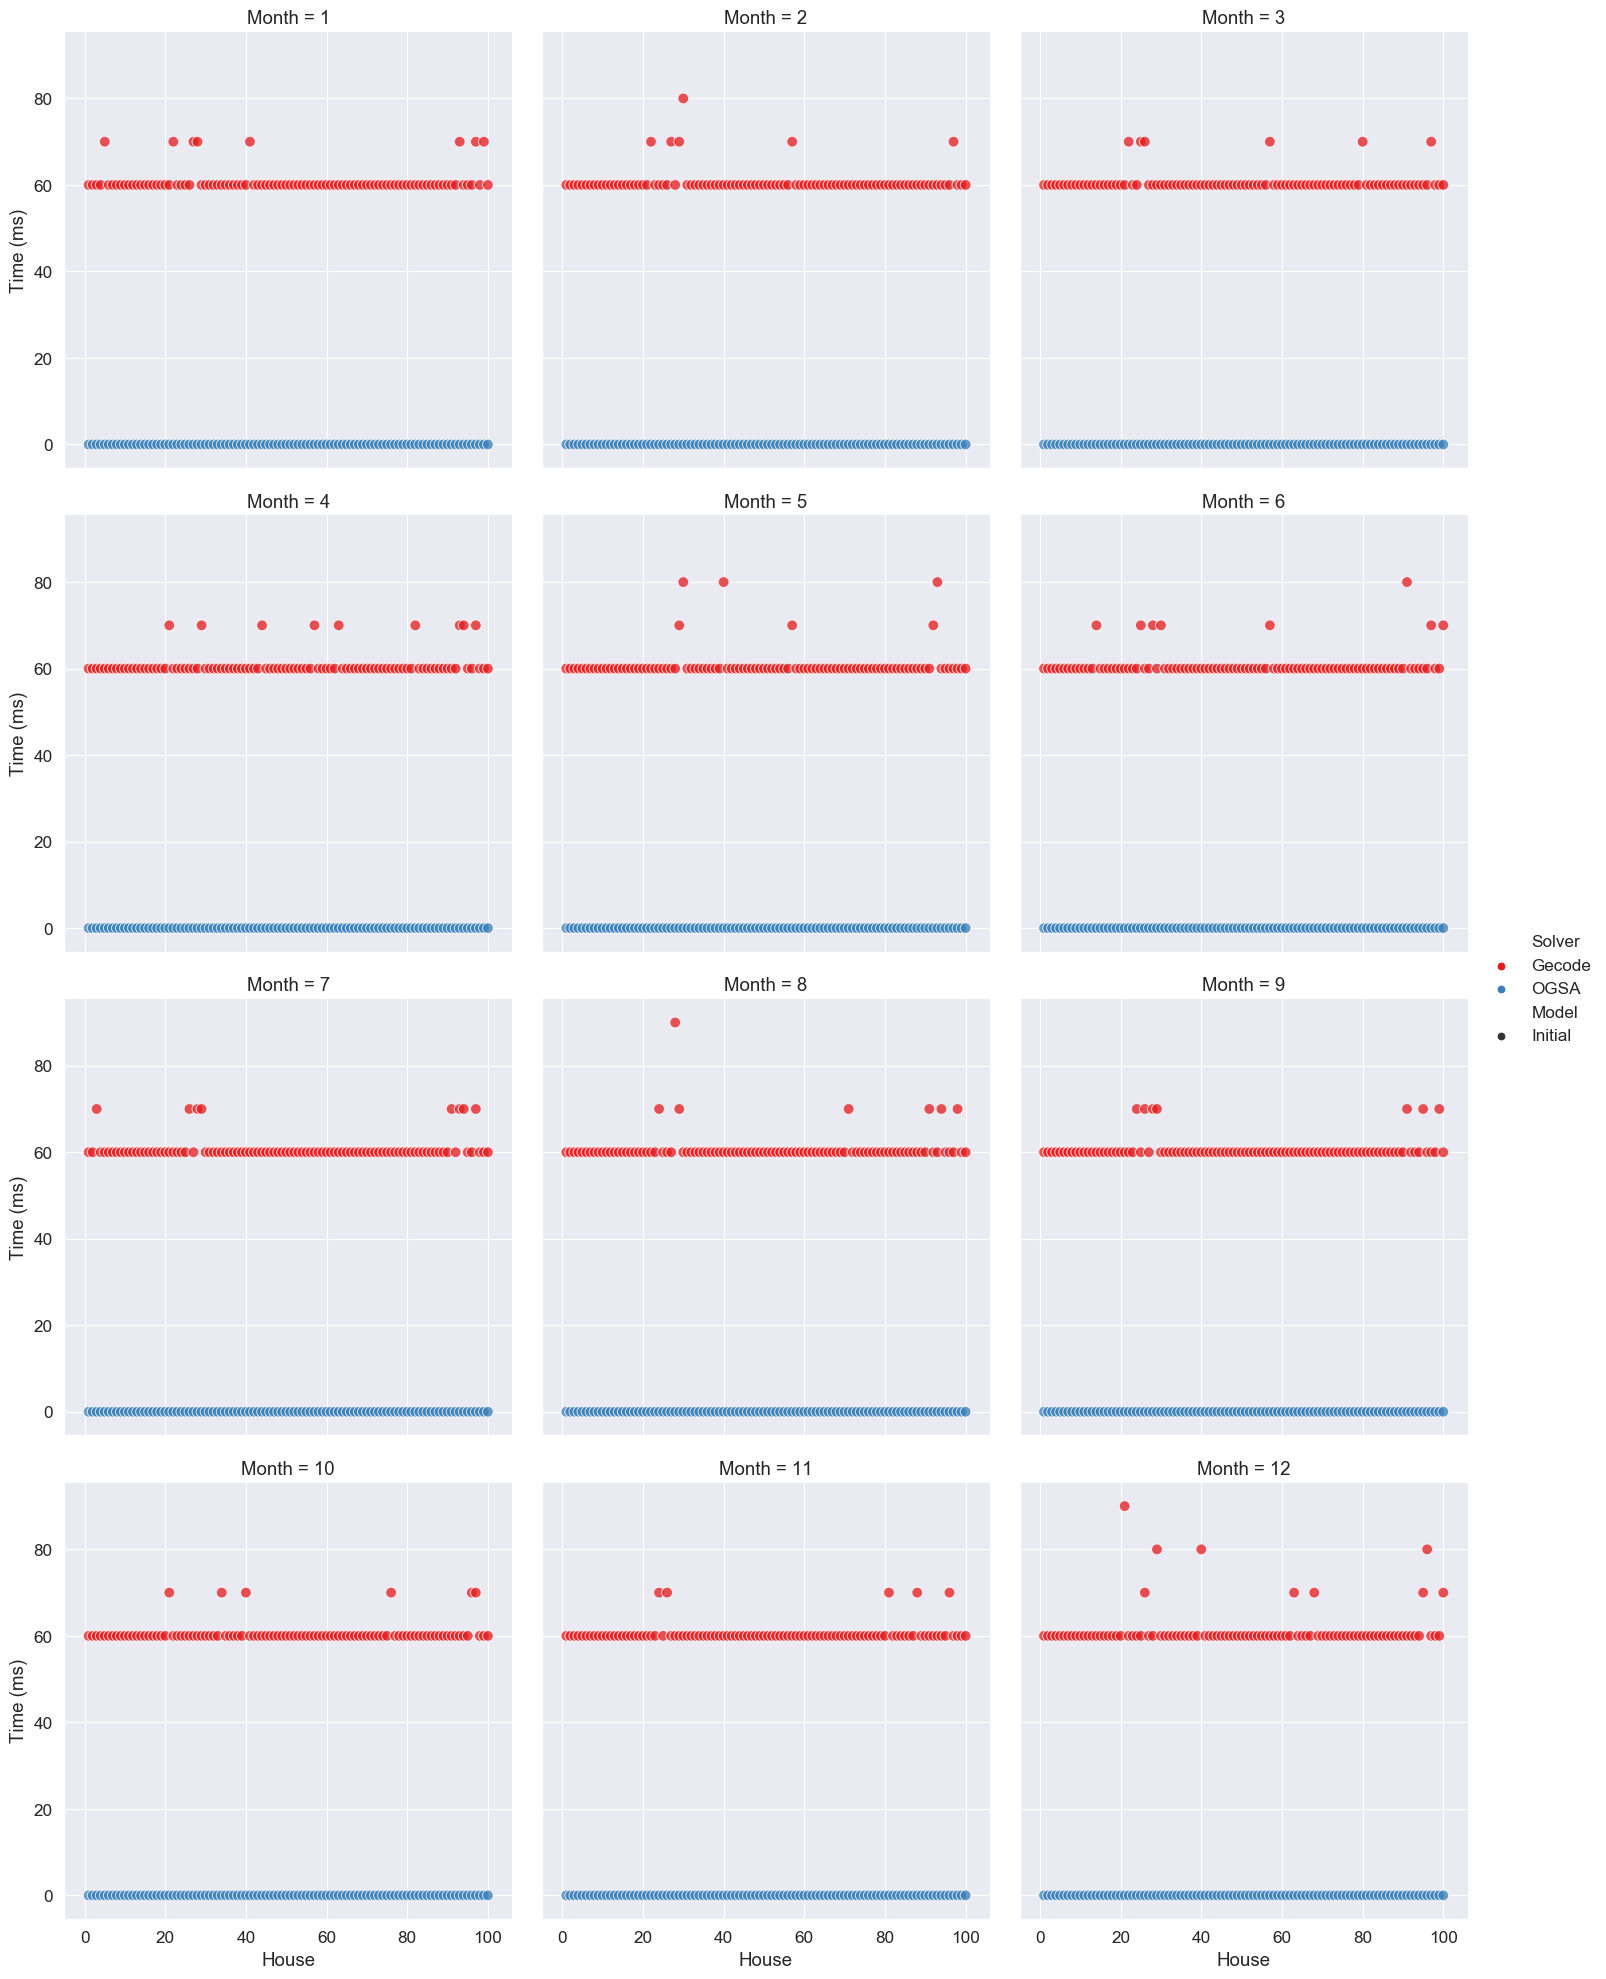 Month = 1
Month = 2
Month = 3
80
60
40
20
0
Time (ms)
Month = 4
Month = 5
Month = 6
80
60
40
20
0
Time (ms)
Month = 7
Month = 8
Month = 9
80
60
40
20
0
Time (ms)
Month = 10
Month = 11
Month = 12
80
60
40
20
0
Time (ms)
0 20 40 60 80 100
0 20 40 60 80 100
0 20 40 60 80 100
House
House
House
Solver
Gecode
OGSA
Model
Initial